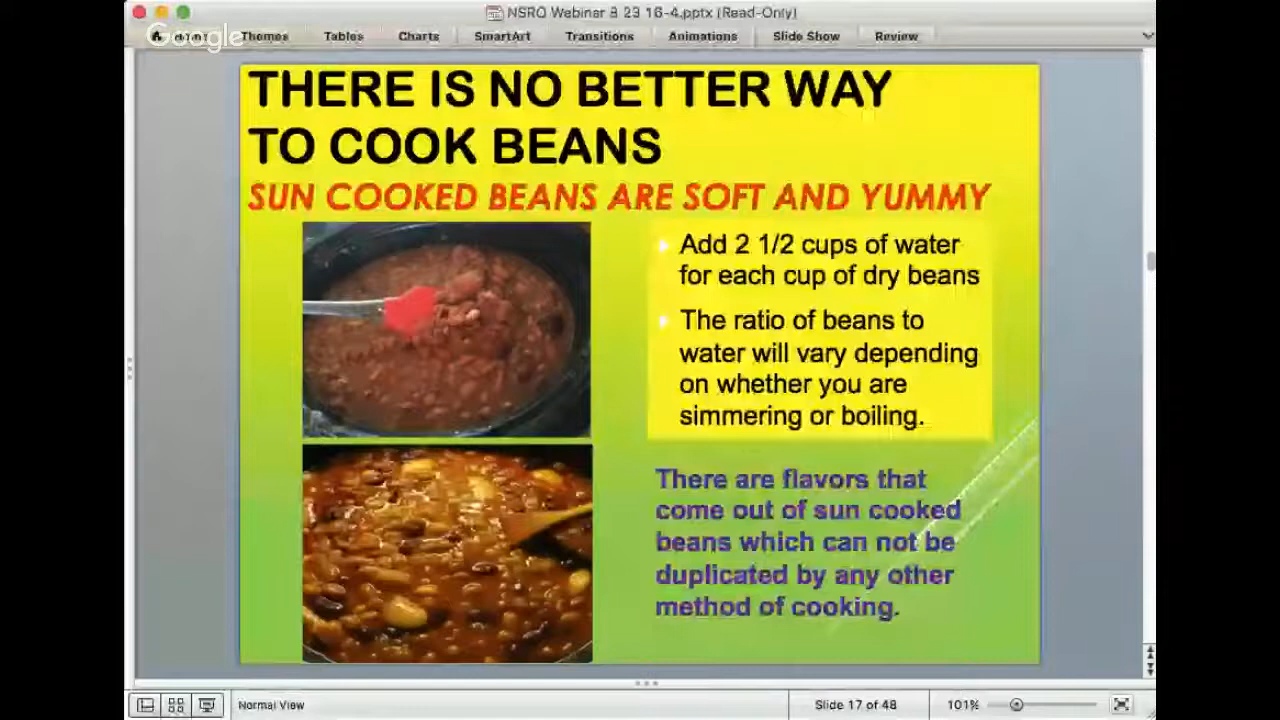 NSRO Webinar 8 23 16-4.pptx (Read-Only)
Google
Home Themes Tables Charts SmartArt Transitions Animations Slide Show Review
THERE IS NO BETTER WAY
TO COOK BEANS
SUN COOKED BEANS ARE SOFT AND YUMMY
Add 2 1/2 cups of water
for each cup of dry beans
The ratio of beans to
water will vary depending
on whether you are
simmering or boiling.
There are flavors that
come out of sun cooked
beans which can not be
duplicated by any other
method of cooking.
Normal View
Slide 17 of 48
101%